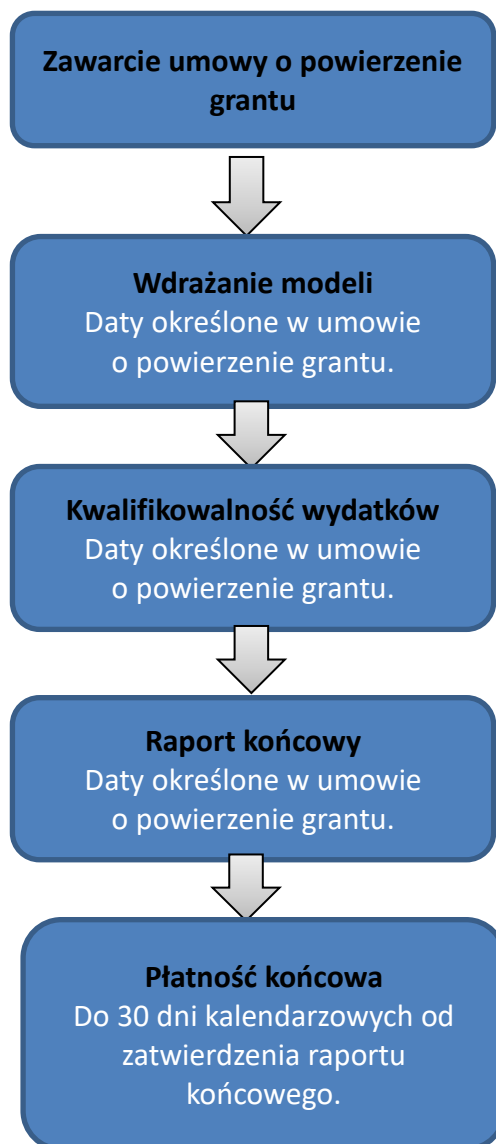 Zawarcie umowy o powierzenie
grantu
Wdrażanie modeli
Daty określone w umowie
o powierzenie grantu.
Kwalifikowalność wydatków
Daty określone w umowie
o powierzenie grantu.
Raport końcowy
Daty określone w umowie
o powierzenie grantu.
Płatność końcowa
Do 30 dni kalendarzowych od
zatwierdzenia raportu
końcowego.